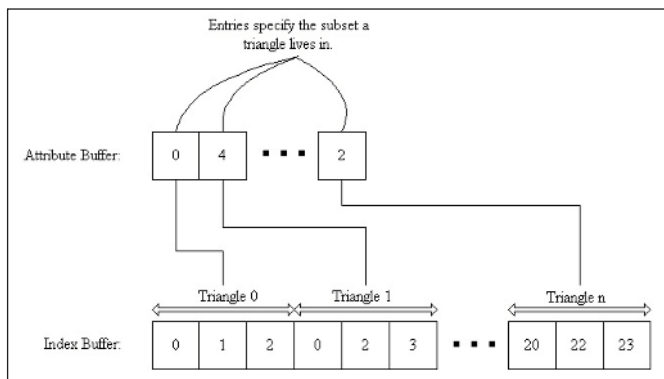 Entries specify the subset a
triangle lives in.
Attribute Buffer: 0 4 ▪ ▪ ▪ 2
Triangle 0 Triangle 1 Triangle n
Index Buffer: 0 1 2 0 2 3 ▪ ▪ ▪ 20 22 23